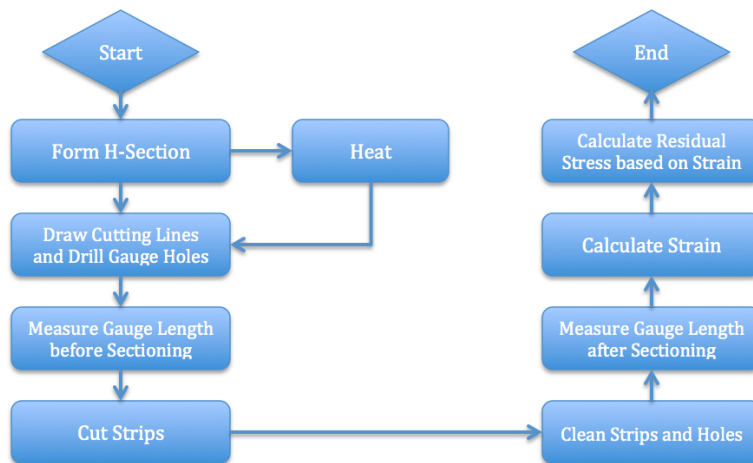 Start
Form H-Section
Heat
Draw Cutting Lines
and Drill Gauge Holes
Measure Gauge Length
before Sectioning
Cut Strips
Clean Strips and Holes
Measure Gauge Length
after Sectioning
Calculate Strain
Calculate Residual
Stress based on Strain
End